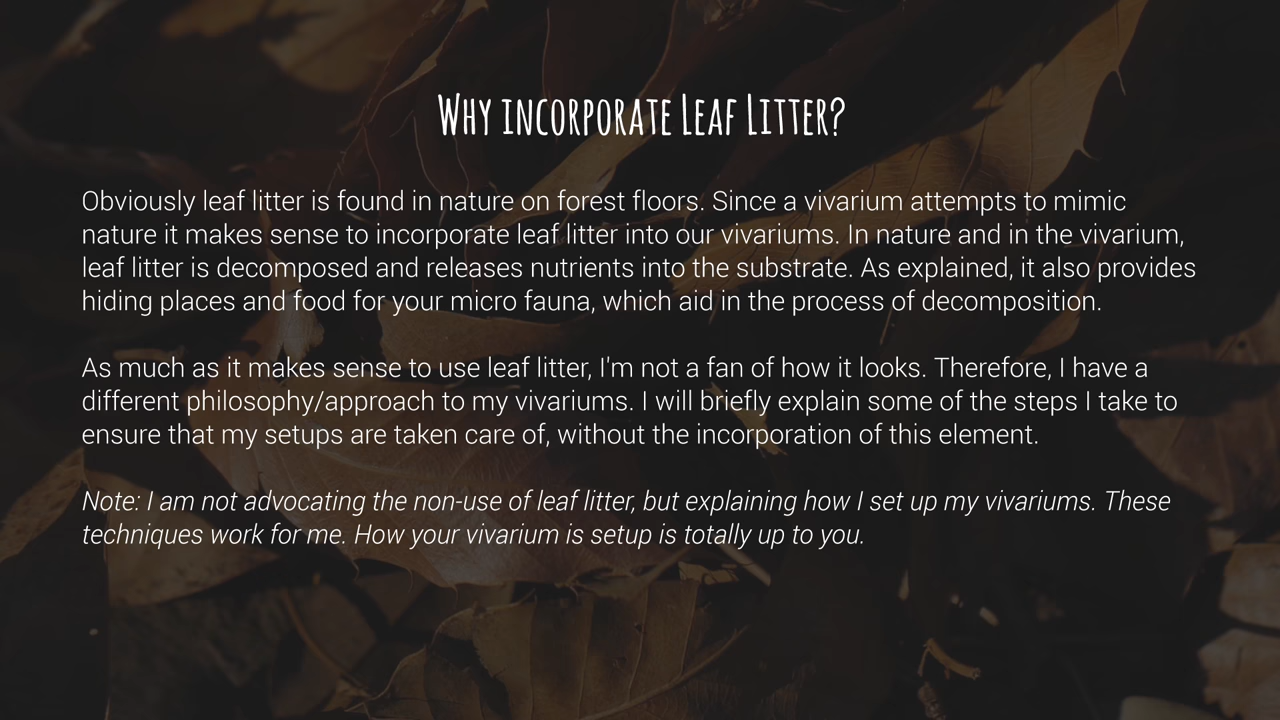 Why incorporate Leaf Litter?
Obviously leaf litter is found in nature on forest floors. Since a vivarium attempts to mimic
nature it makes sense to incorporate leaf litter into our vivariums. In nature and in the vivarium,
leaf litter is decomposed and releases nutrients into the substrate. As explained, it also provides
hiding places and food for your micro fauna, which aid in the process of decomposition.
As much as it makes sense to use leaf litter, I'm not a fan of how it looks. Therefore, I have a
different philosophy/approach to my vivariums. I will briefly explain some of the steps I take to
ensure that my setups are taken care of, without the incorporation of this element.
Note: I am not advocating the non-use of leaf litter, but explaining how I set up my vivariums. These
techniques work for me. How your vivarium is setup is totally up to you.